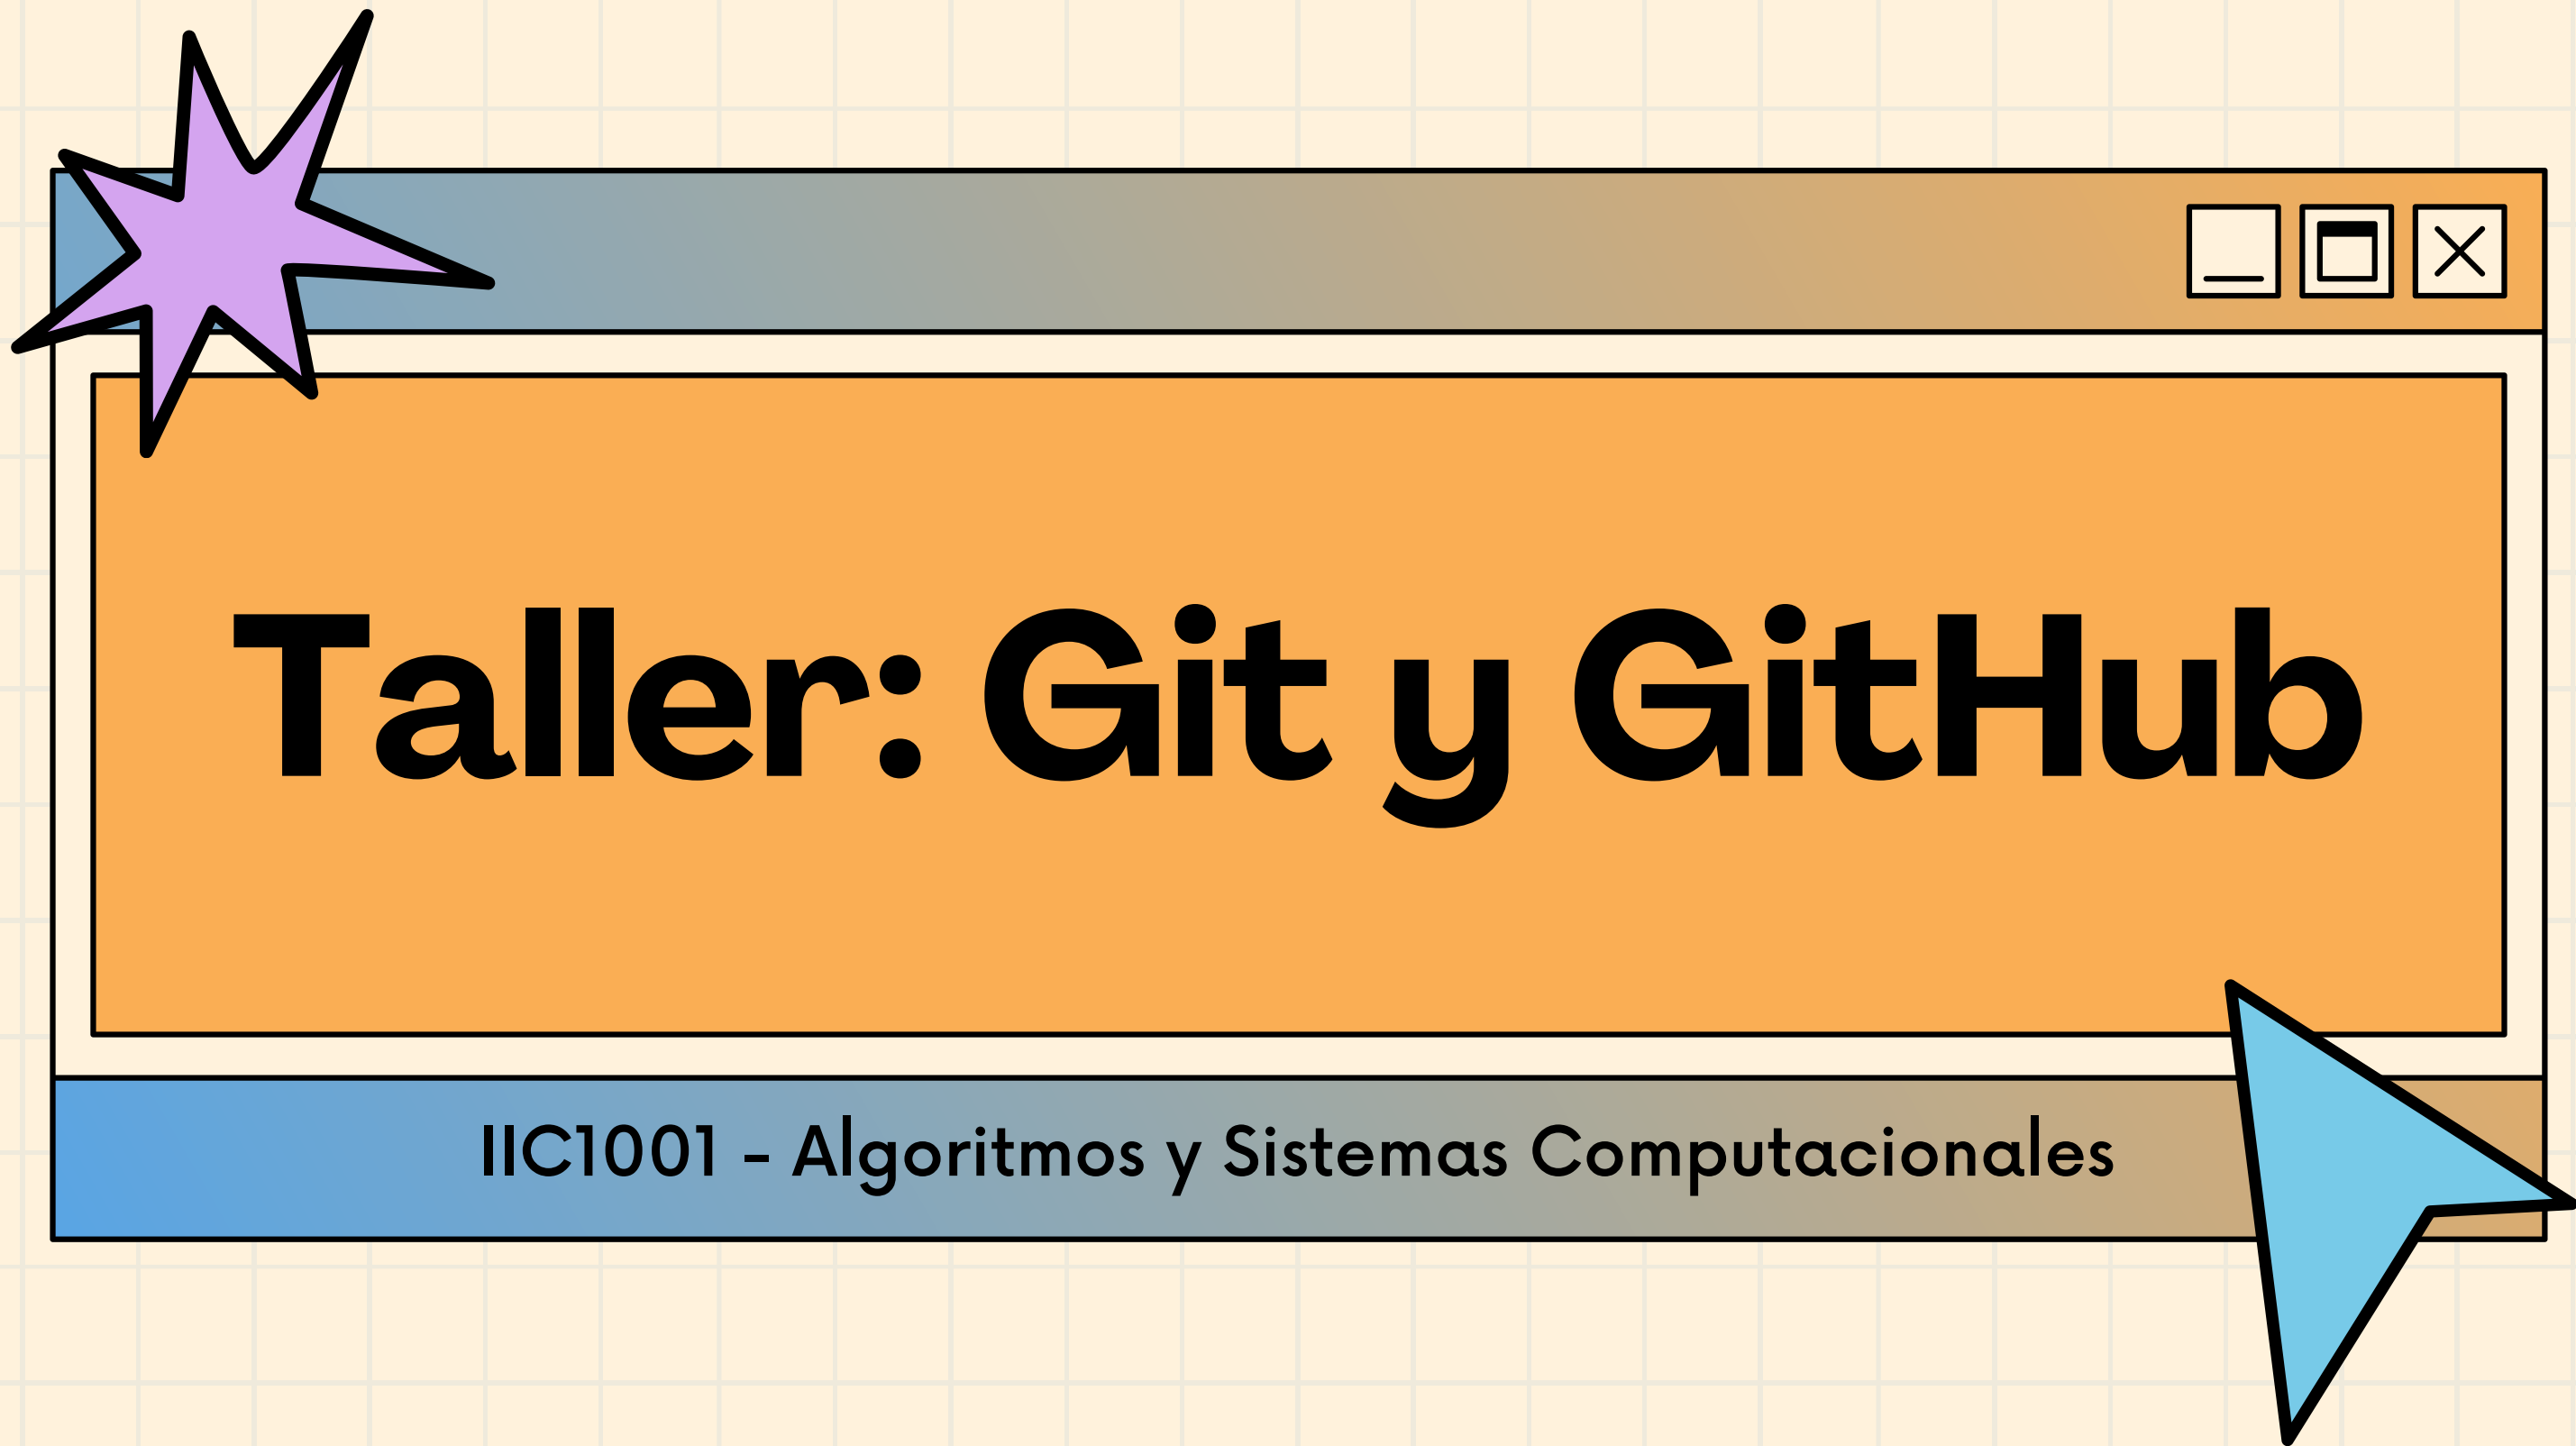 Taller: Git y GitHub
IIC1001 - Algoritmos y Sistemas Computacionales